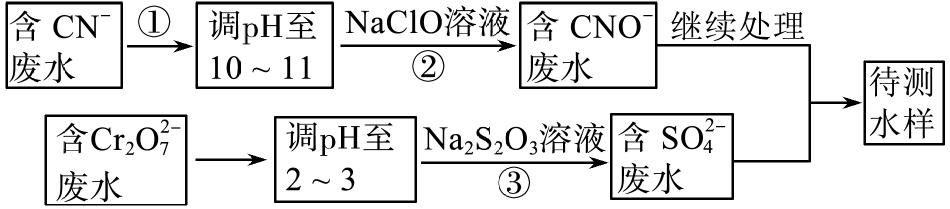 含 CN⁻
废水
①
调pH至
10 ~ 11
NaClO溶液
②
含 CNO⁻
废水
继续处理
待测
水样
含Cr₂O₇²⁻
废水
调pH至
2 ~ 3
Na₂S₂O₃溶液
③
含 SO₄²⁻
废水